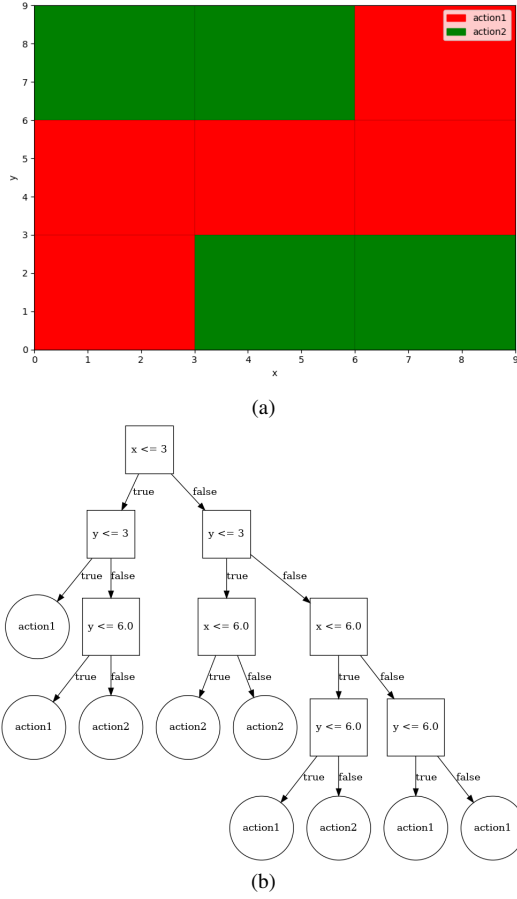 9
action1
8
action2
7
6
5
y
4
3
2
1
0
0 1 2 3 4 5 6 7 8 9
x
(a)
x <= 3
true false
y <= 3 y <= 3
true false true false
action1 y <= 6.0 x <= 6.0 x <= 6.0
true false true false true false
action1 action2 action2 action2 y <= 6.0 y <= 6.0
true false true false
action1 action2 action1 action1
(b)